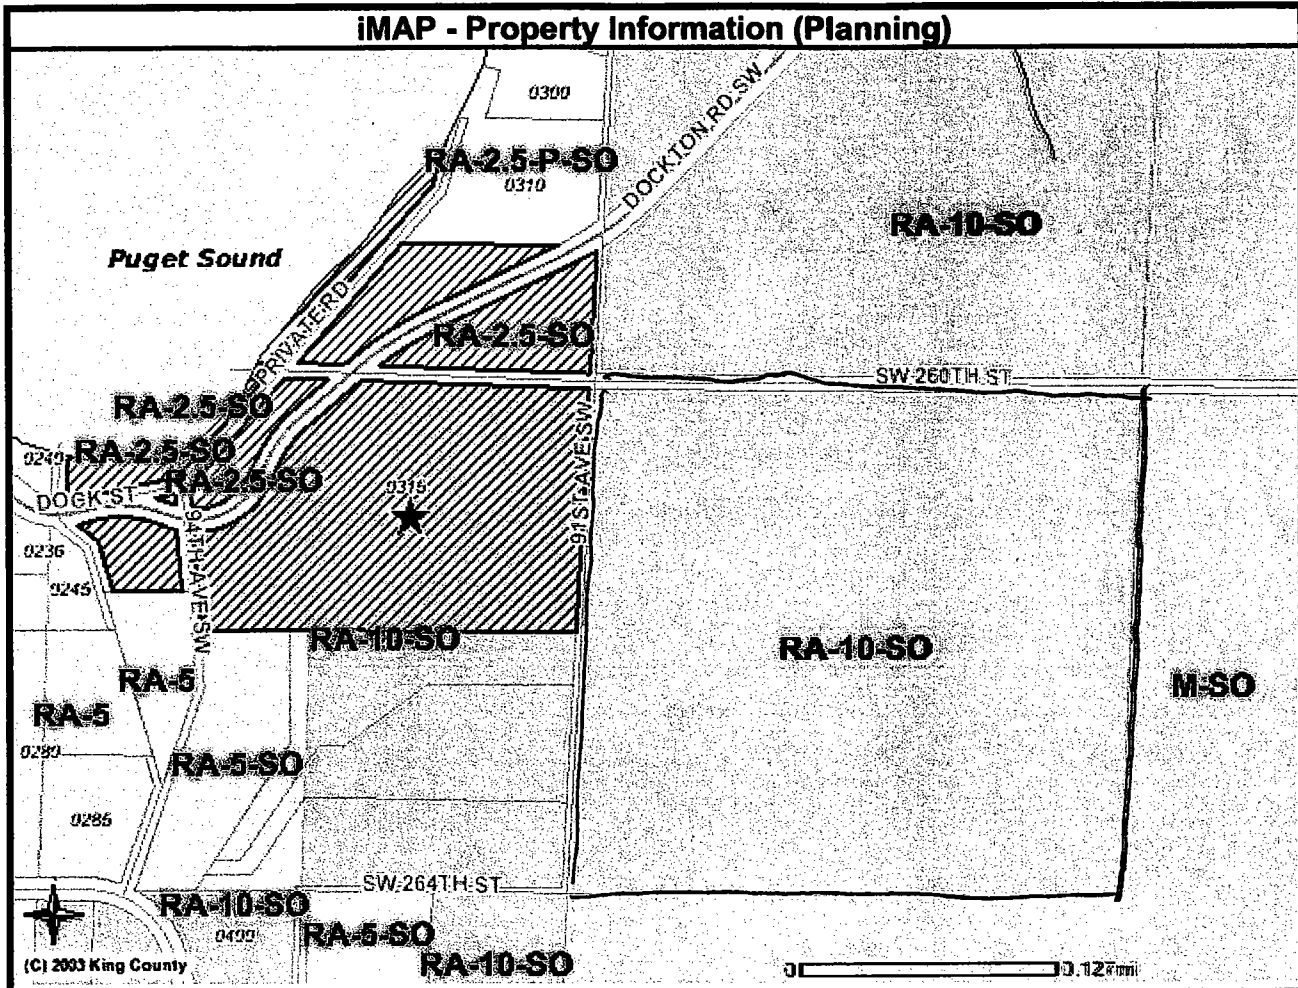 iMAP - Property Information (Planning)
0300
DOCKTON RD SW
RA-2.5-P-SO
0310
RA-10-SO
Puget Sound
PRIVATE RD
RA-2.5-SO
SW 260TH ST
RA-2.5-SO
91ST AVE SW
RA-2.5-SO
0240
RA-2.5-SO
0315
DOCK ST
94TH AVE SW
0236
0245
RA-10-SO
RA-10-SO
RA-5
M-SO
RA-5
0280
RA-5-SO
0285
SW 264TH ST
RA-10-SO
0400
RA-5-SO
RA-10-SO
(C) 2003 King County
0